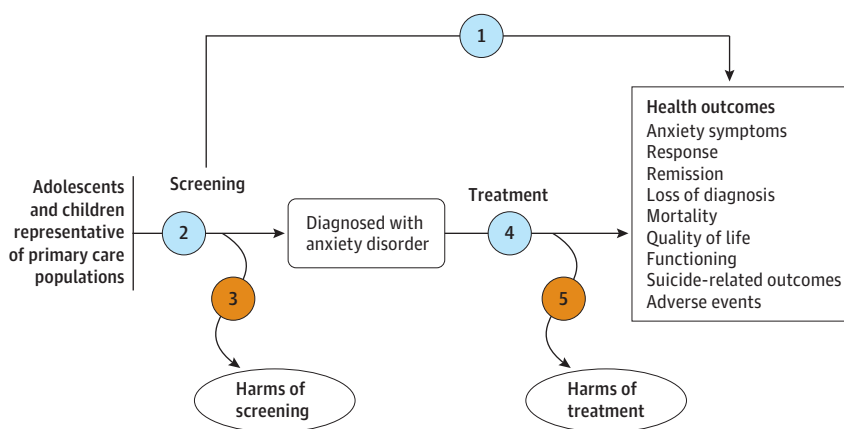 1
Adolescents
and children
representative
of primary care
populations
Screening
2
3
Harms of
screening
Diagnosed with
anxiety disorder
Treatment
4
5
Harms of
treatment
Health outcomes
Anxiety symptoms
Response
Remission
Loss of diagnosis
Mortality
Quality of life
Functioning
Suicide-related outcomes
Adverse events